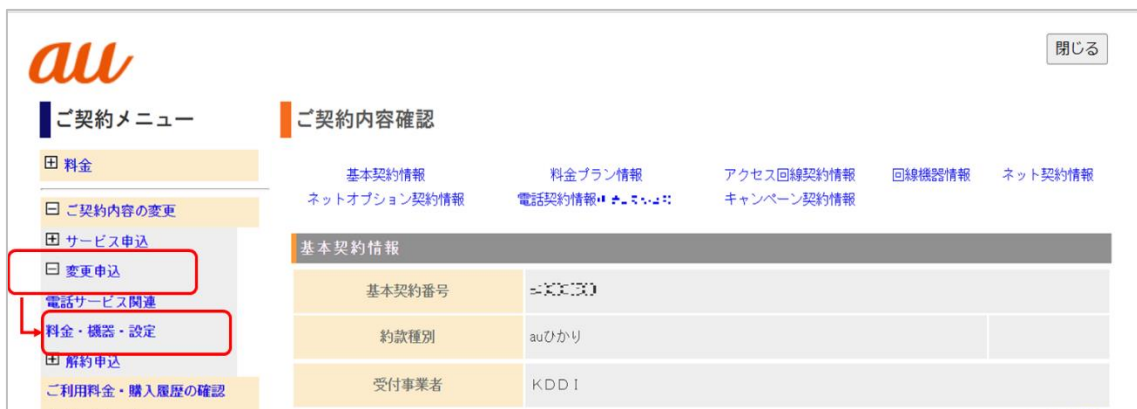 au
閉じる
ご契約メニュー
料金
ご契約内容の変更
サービス申込
変更申込
電話サービス関連
料金・機器・設定
解約申込
ご利用料金・購入履歴の確認
ご契約内容確認
基本契約情報 料金プラン情報 アクセス回線契約情報 回線機器情報 ネット契約情報
ネットオプション契約情報 電話契約情報 キャンペーン契約情報
基本契約情報
基本契約番号
約款種別 auひかり
受付事業者 KDDI